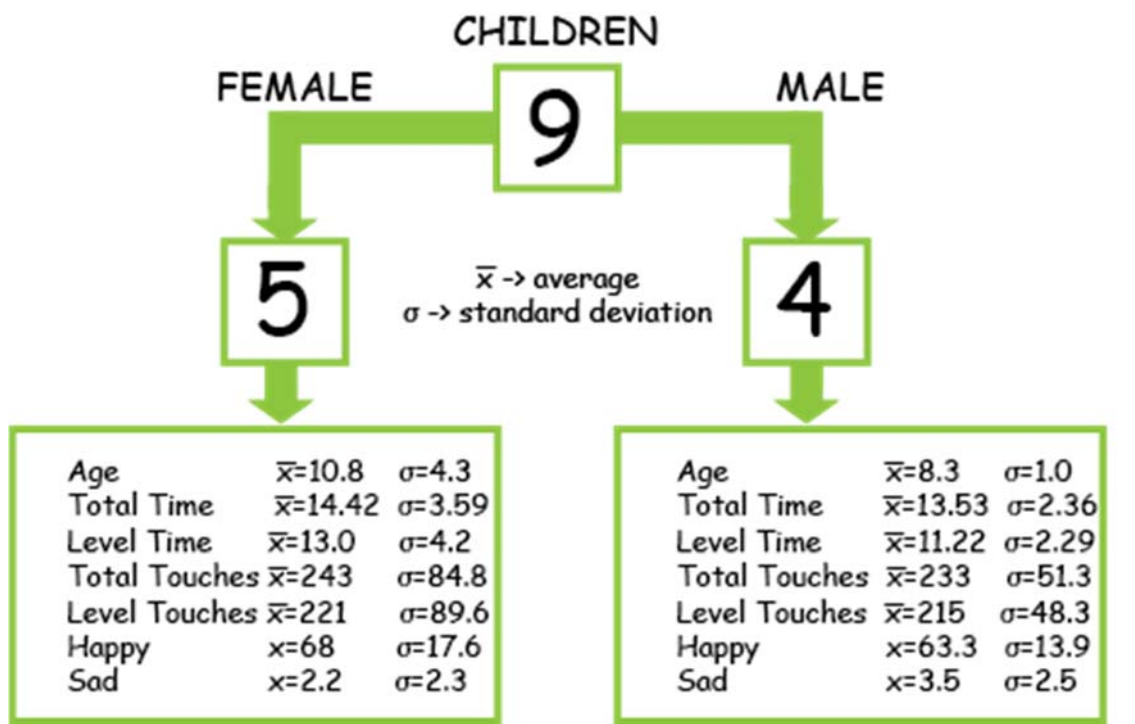 CHILDREN
FEMALE
MALE
9
5
4
x̅ -> average
σ -> standard deviation
Age x̅=10.8 σ=4.3
Total Time x̅=14.42 σ=3.59
Level Time x̅=13.0 σ=4.2
Total Touches x̅=243 σ=84.8
Level Touches x̅=221 σ=89.6
Happy x=68 σ=17.6
Sad x=2.2 σ=2.3
Age x̅=8.3 σ=1.0
Total Time x̅=13.53 σ=2.36
Level Time x̅=11.22 σ=2.29
Total Touches x̅=233 σ=51.3
Level Touches x̅=215 σ=48.3
Happy x=63.3 σ=13.9
Sad x=3.5 σ=2.5